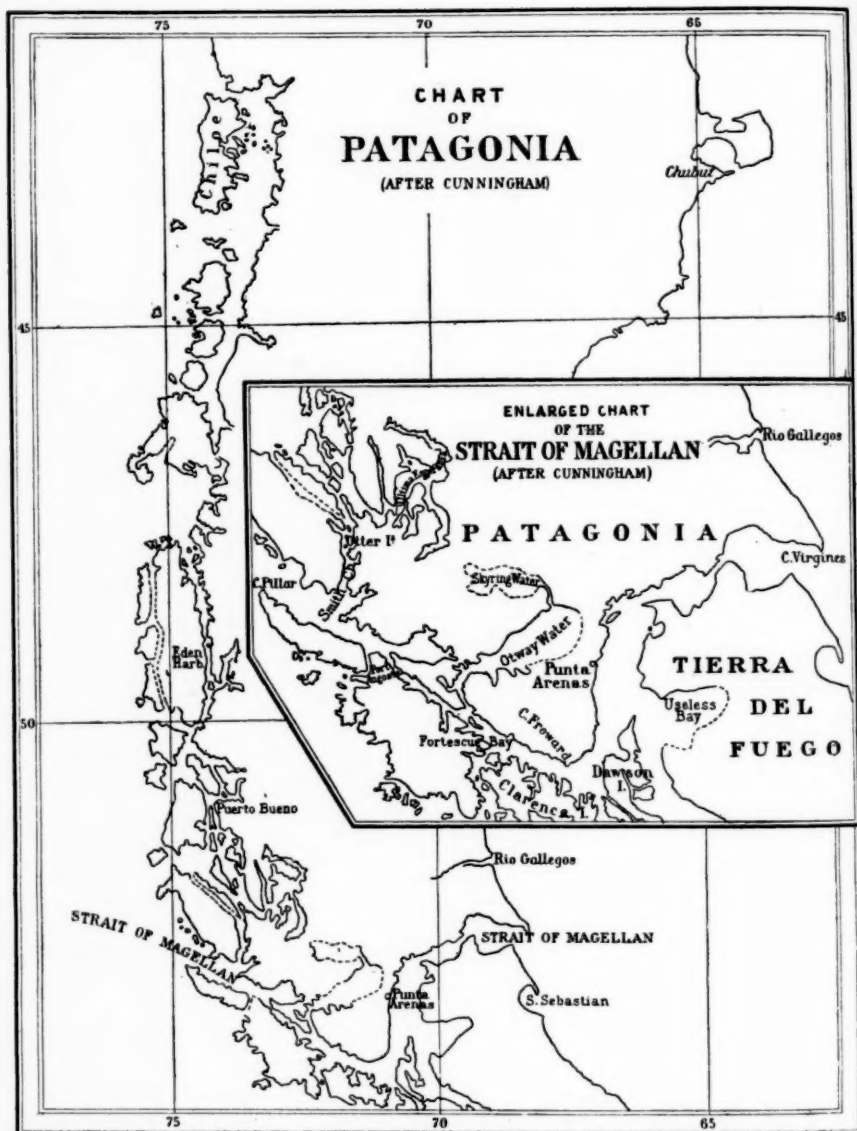 75
70
65
CHART
OF
PATAGONIA
(AFTER CUNNINGHAM)
Chiloe
Chubut
45
45
ENLARGED CHART
OF THE
STRAIT OF MAGELLAN
(AFTER CUNNINGHAM)
Rio Gallegos
PATAGONIA
C. Virgines
C. Pillar
Smith Ch.
Skyring Water
Otway Water
Punta
Arenas
TIERRA
DEL
FUEGO
Useless
Bay
C. Froward
Fortescue Bay
Dawson
I.
Clarence I.
Eden
Harb.
50
Puerto Bueno
Rio Gallegos
STRAIT OF MAGELLAN
STRAIT OF MAGELLAN
Punta
Arenas
S. Sebastian
75
70
65